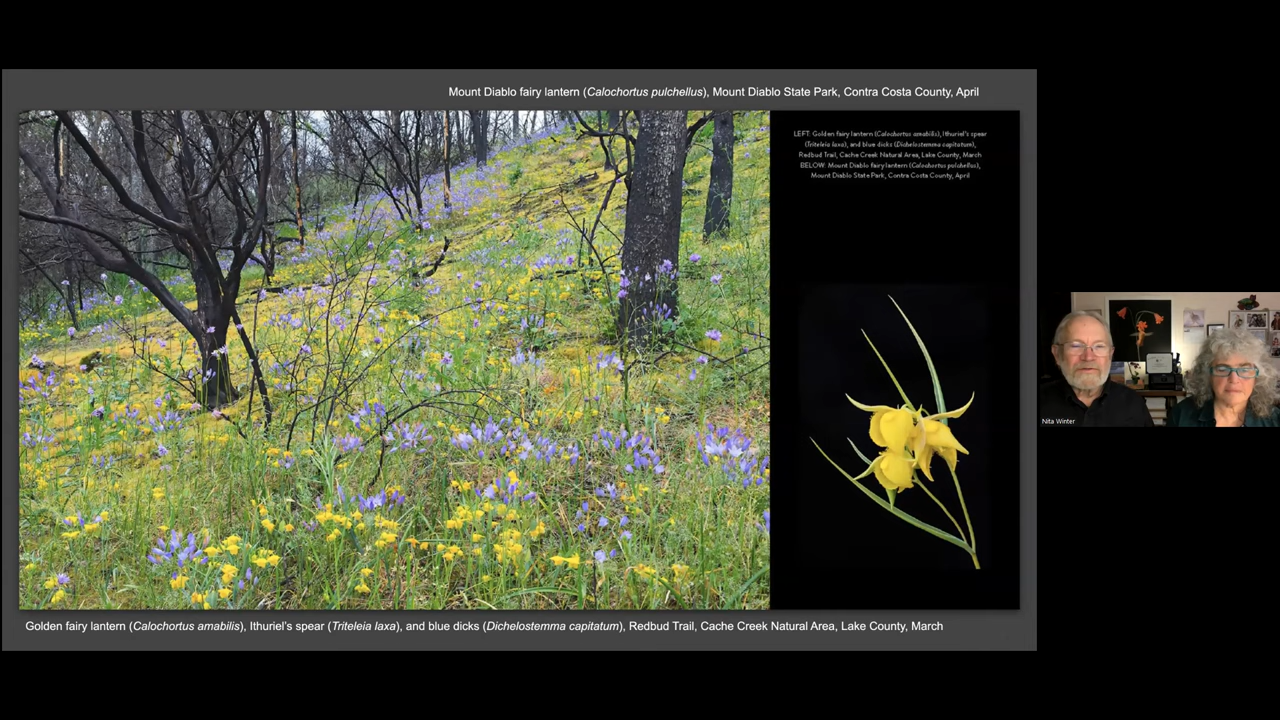 Mount Diablo fairy lantern (Calochortus pulchellus), Mount Diablo State Park, Contra Costa County, April
LEFT: Golden fairy lantern (Calochortus amabilis), Ithuriel's spear
(Triteleia laxa), and blue dicks (Dichelostemma capitatum),
Redbud Trail, Cache Creek Natural Area, Lake County, March
BELOW: Mount Diablo fairy lantern (Calochortus pulchellus),
Mount Diablo State Park, Contra Costa County, April
Nita Winter
Golden fairy lantern (Calochortus amabilis), Ithuriel's spear (Triteleia laxa), and blue dicks (Dichelostemma capitatum), Redbud Trail, Cache Creek Natural Area, Lake County, March